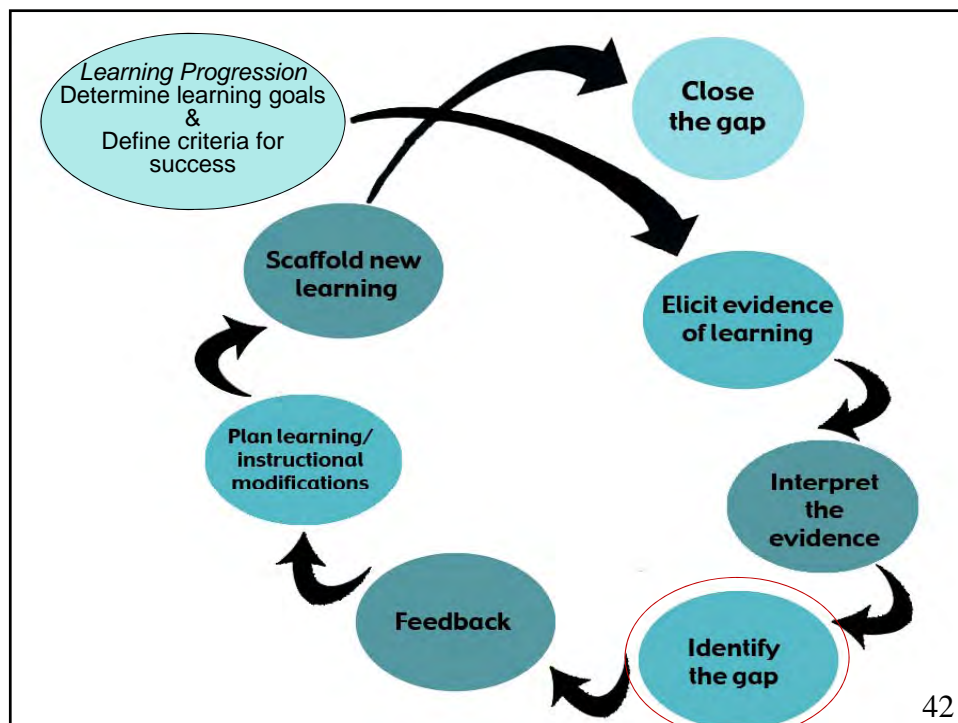 Learning Progression
Determine learning goals
&
Define criteria for
success
Close
the gap
Scaffold new
learning
Elicit evidence
of learning
Plan learning/
instructional
modifications
Interpret
the
evidence
Feedback
Identify
the gap
42